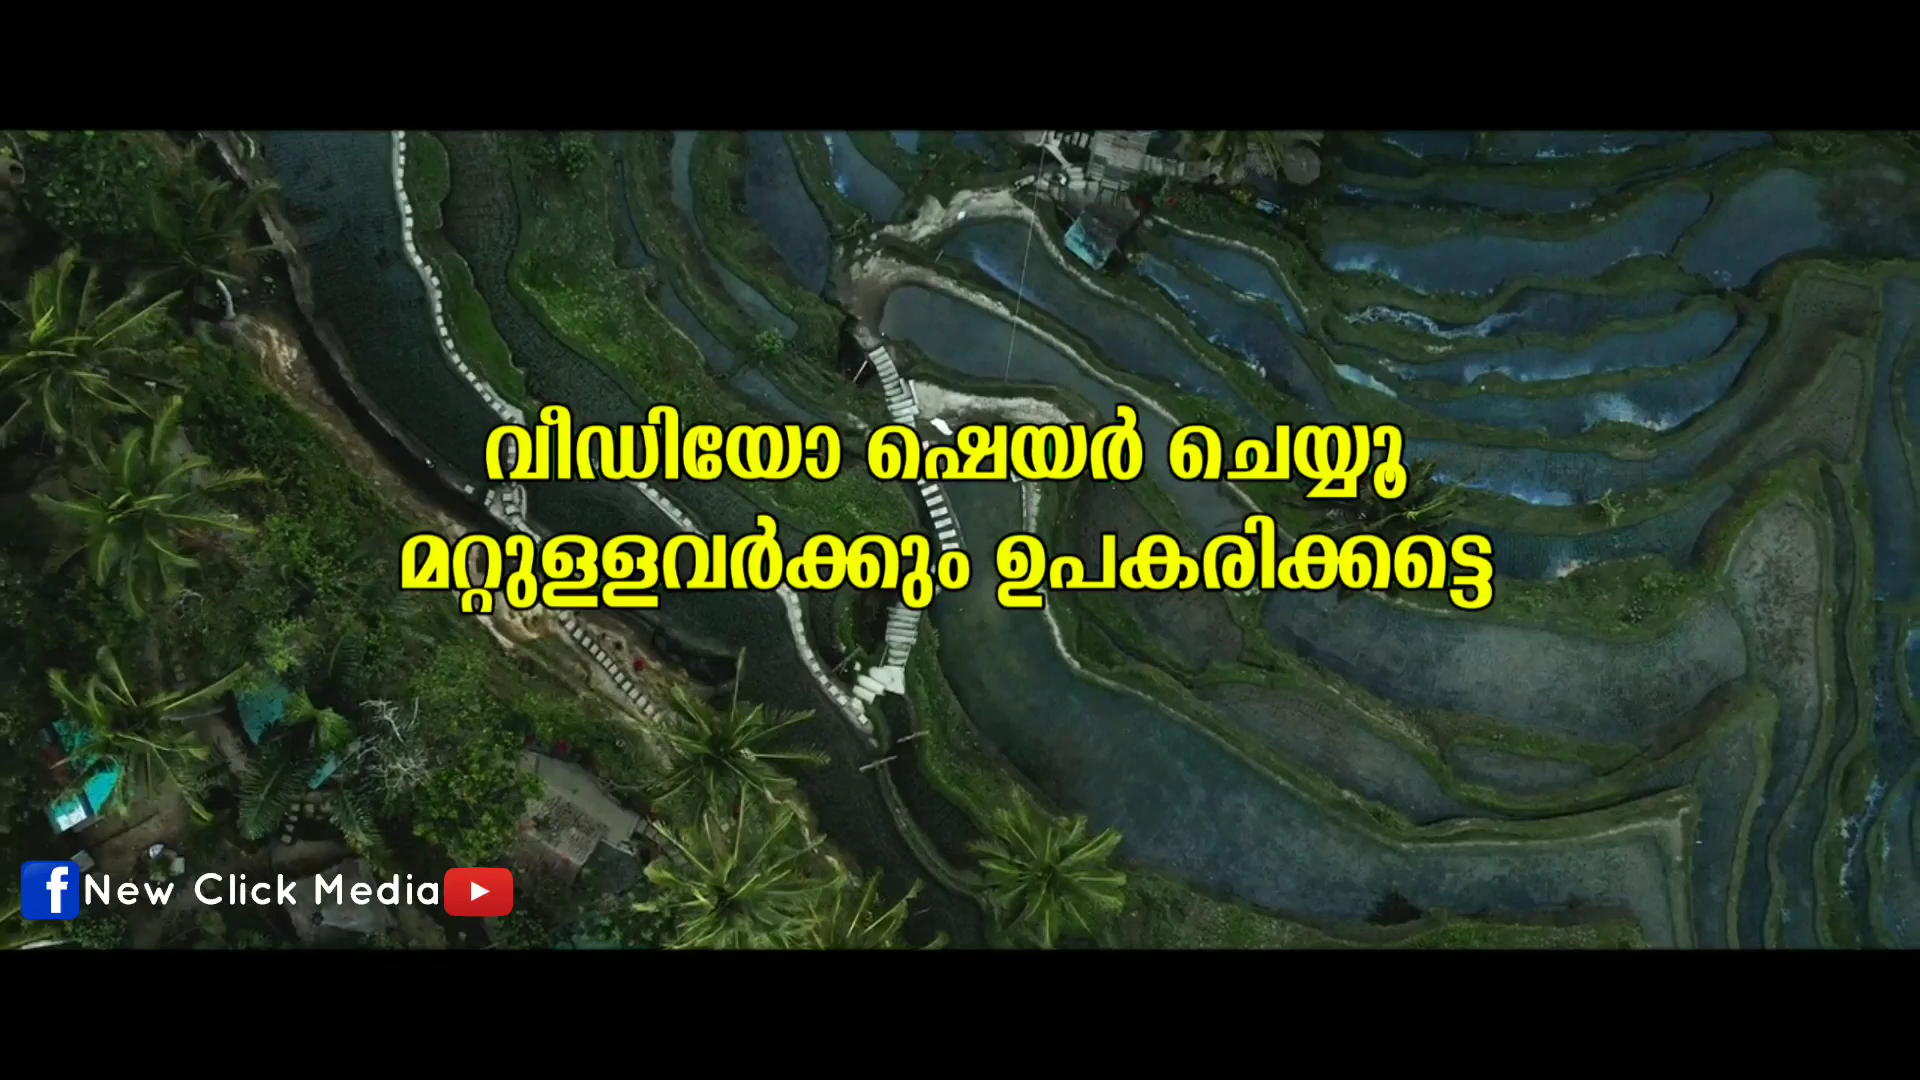 വീഡിയോ ഷെയർ ചെയ്യൂ
മറ്റുള്ളവർക്കും ഉപകരിക്കട്ടെ
New Click Media